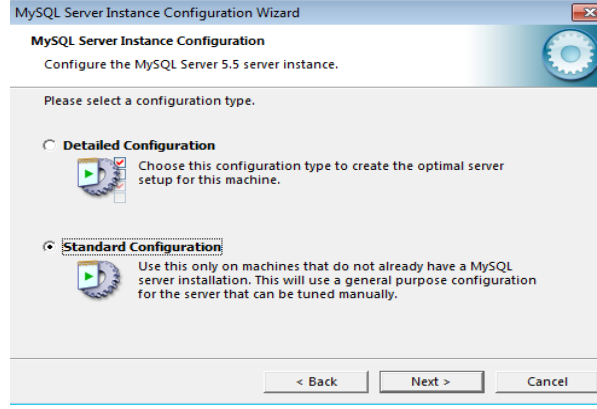 MySQL Server Instance Configuration Wizard
MySQL Server Instance Configuration
Configure the MySQL Server 5.5 server instance.
Please select a configuration type.
Detailed Configuration
Choose this configuration type to create the optimal server
setup for this machine.
Standard Configuration
Use this only on machines that do not already have a MySQL
server installation. This will use a general purpose configuration
for the server that can be tuned manually.
< Back Next > Cancel